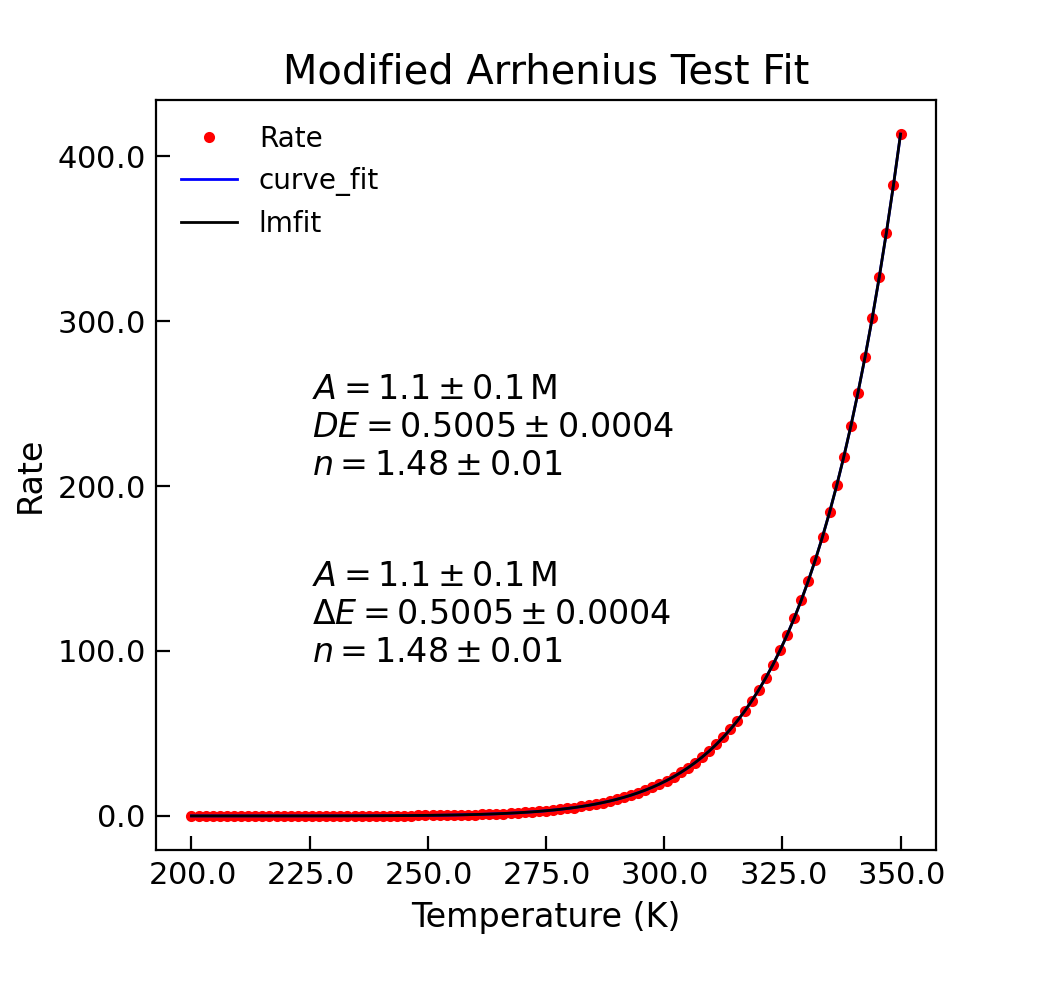 Modified Arrhenius Test Fit
Rate
curve_fit
lmfit
400.0
300.0
200.0
100.0
0.0
Rate
A = 1.1 ± 0.1 M
DE = 0.5005 ± 0.0004
n = 1.48 ± 0.01
A = 1.1 ± 0.1 M
ΔE = 0.5005 ± 0.0004
n = 1.48 ± 0.01
200.0 225.0 250.0 275.0 300.0 325.0 350.0
Temperature (K)